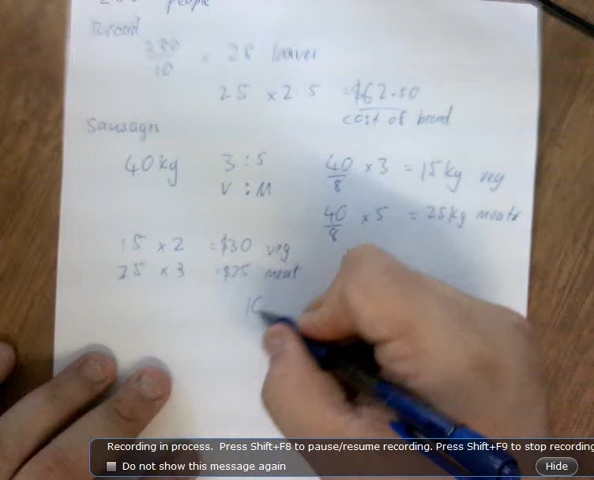 people
Bread
250/10 = 25 loaves
25 × 2.5 = $62.50
cost of bread
Sausages
40kg 3 : 5 40/8 × 3 = 15kg veg
V : M 40/8 × 5 = 25kg meat
15 × 2 = $30 veg
25 × 3 = $75 meat
10
Recording in process. Press Shift+F8 to pause/resume recording. Press Shift+F9 to stop recording
Do not show this message again
Hide